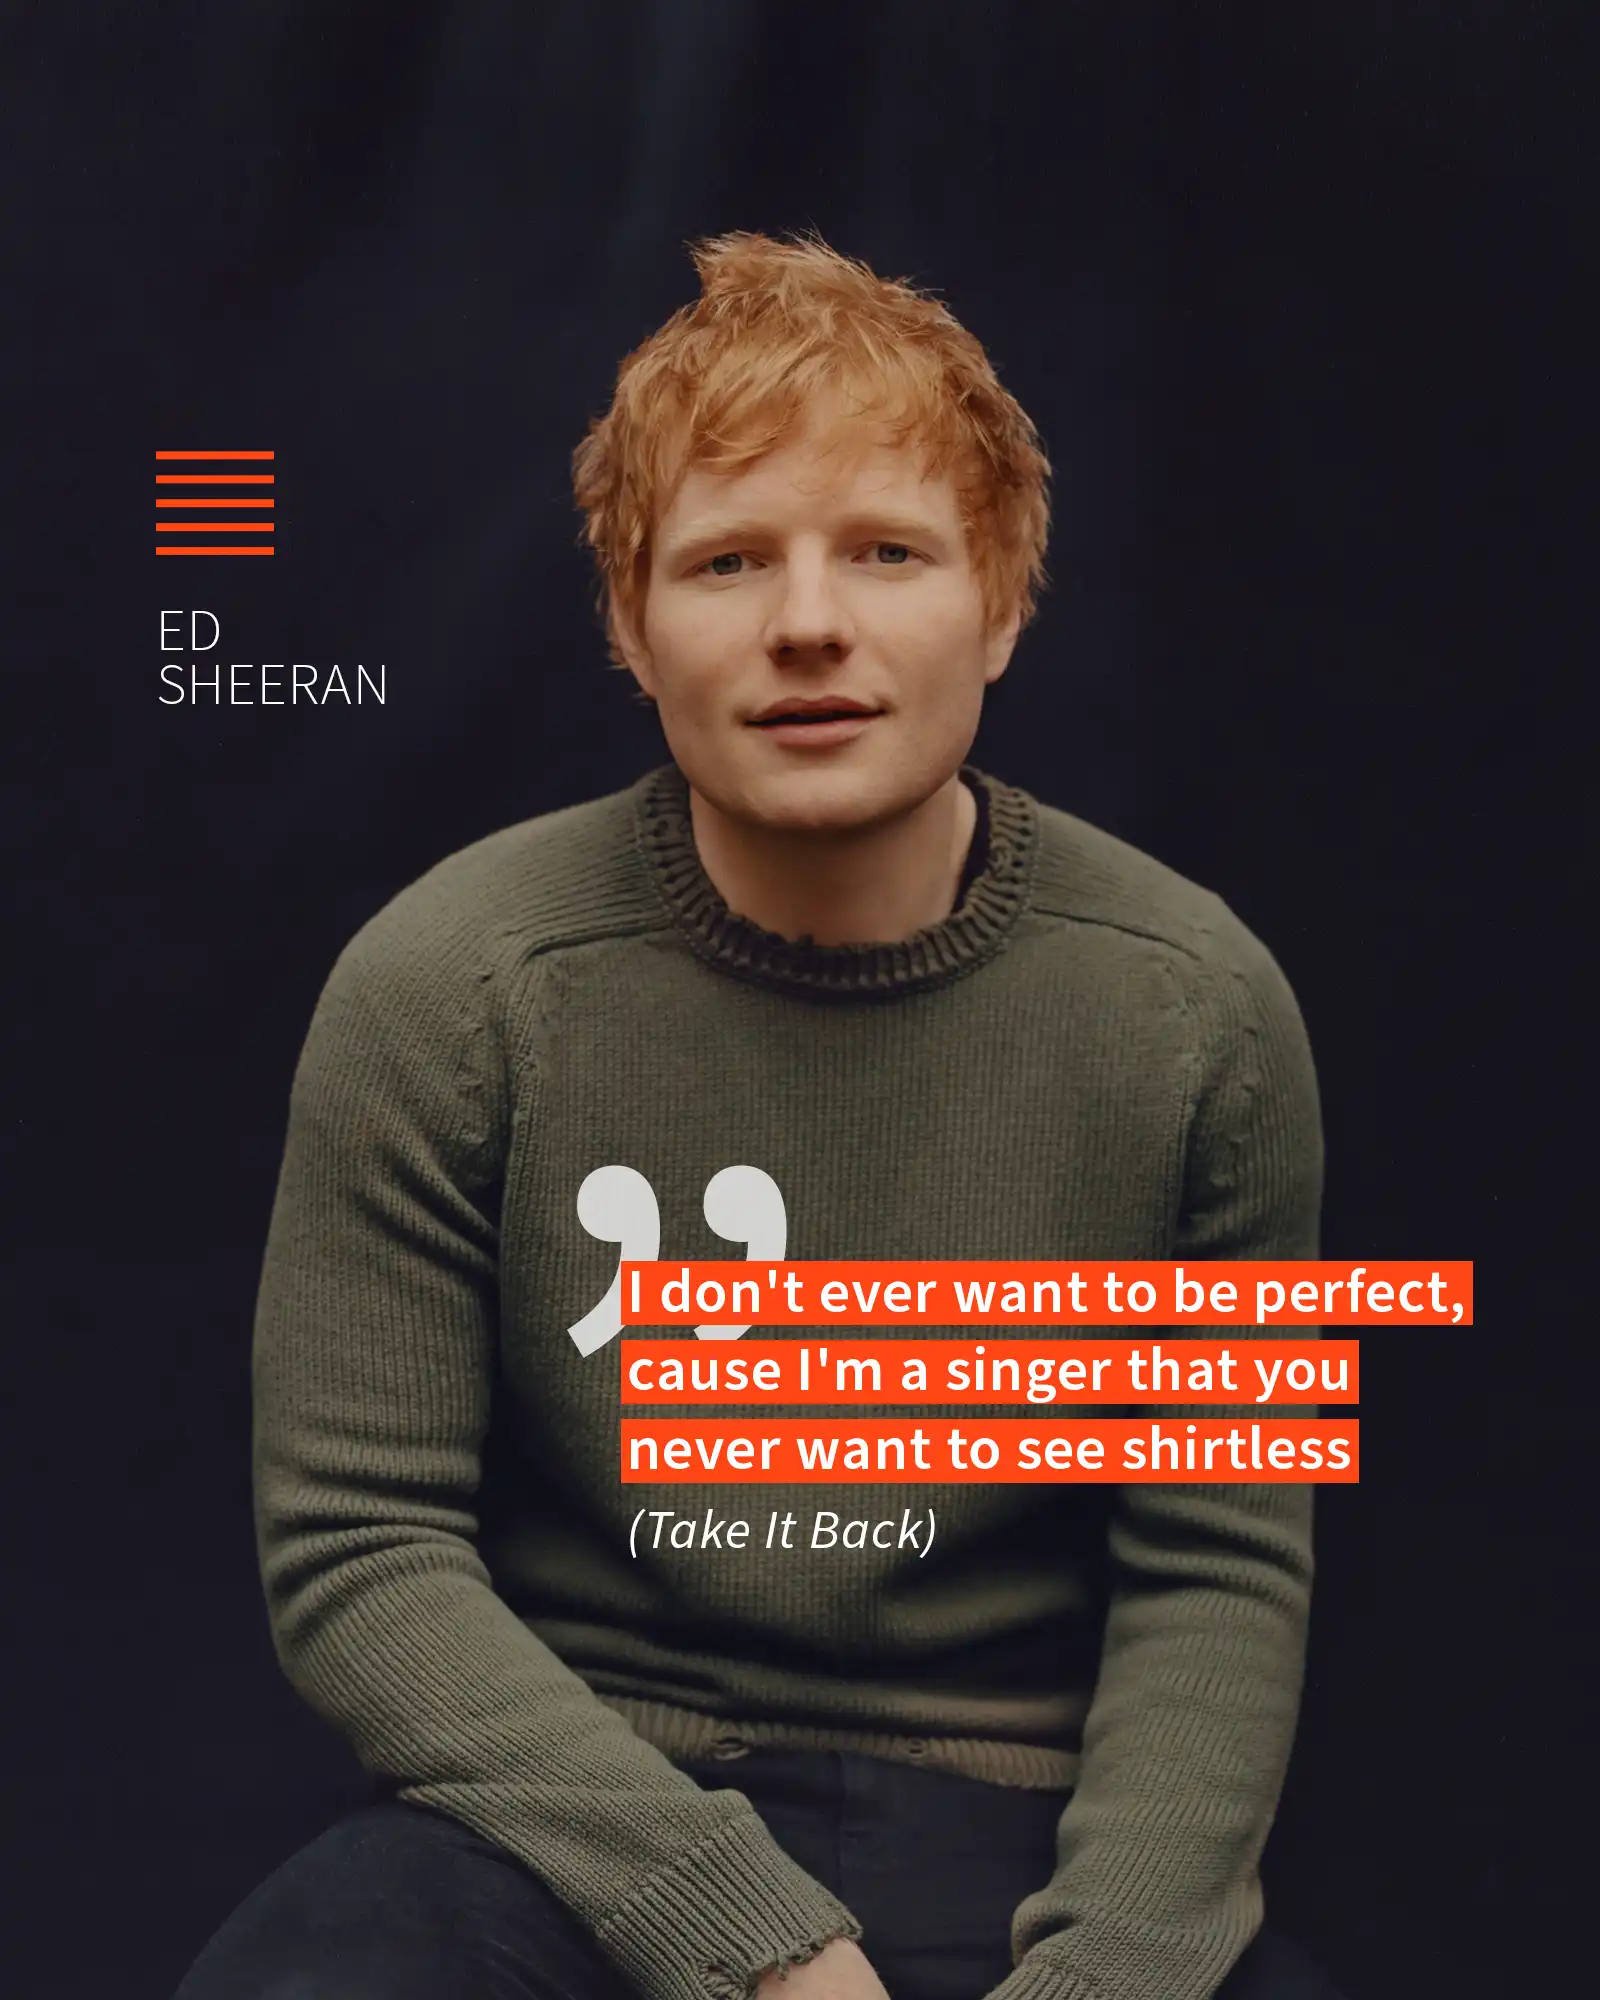 ED
SHEERAN
”
I don't ever want to be perfect,
cause I'm a singer that you
never want to see shirtless
(Take It Back)